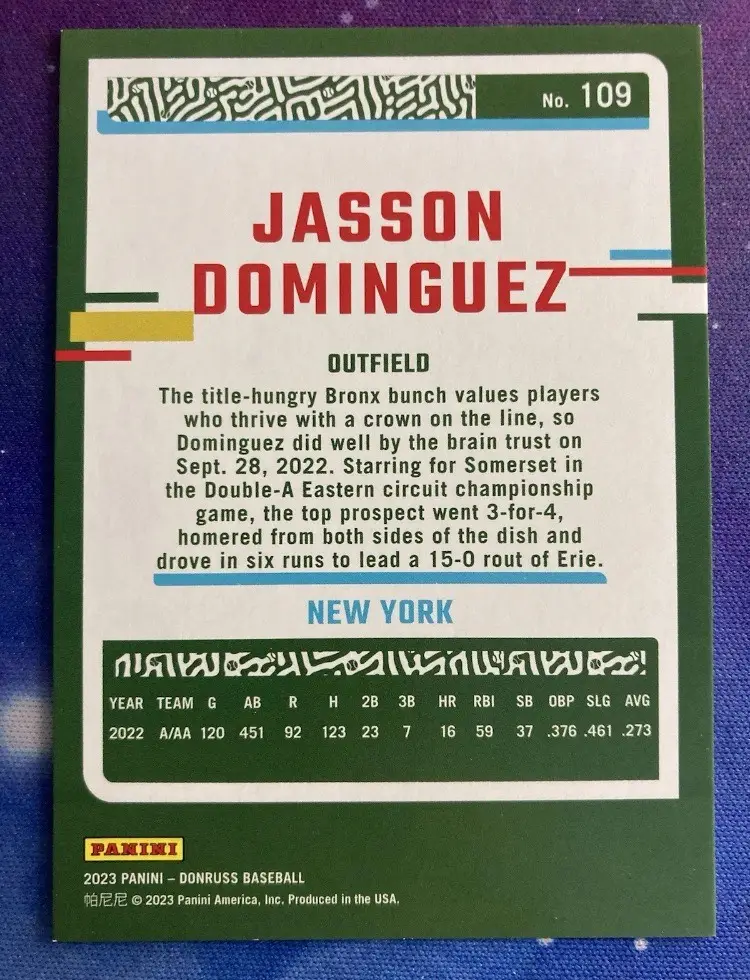 No. 109
JASSON
DOMINGUEZ
OUTFIELD
The title-hungry Bronx bunch values players
who thrive with a crown on the line, so
Dominguez did well by the brain trust on
Sept. 28, 2022. Starring for Somerset in
the Double-A Eastern circuit championship
game, the top prospect went 3-for-4,
homered from both sides of the dish and
drove in six runs to lead a 15-0 rout of Erie.
NEW YORK
YEAR TEAM G AB R H 2B 3B HR RBI SB OBP SLG AVG
2022 A/AA 120 451 92 123 23 7 16 59 37 .376 .461 .273
PANINI
2023 PANINI – DONRUSS BASEBALL
帕尼尼 © 2023 Panini America, Inc. Produced in the USA.